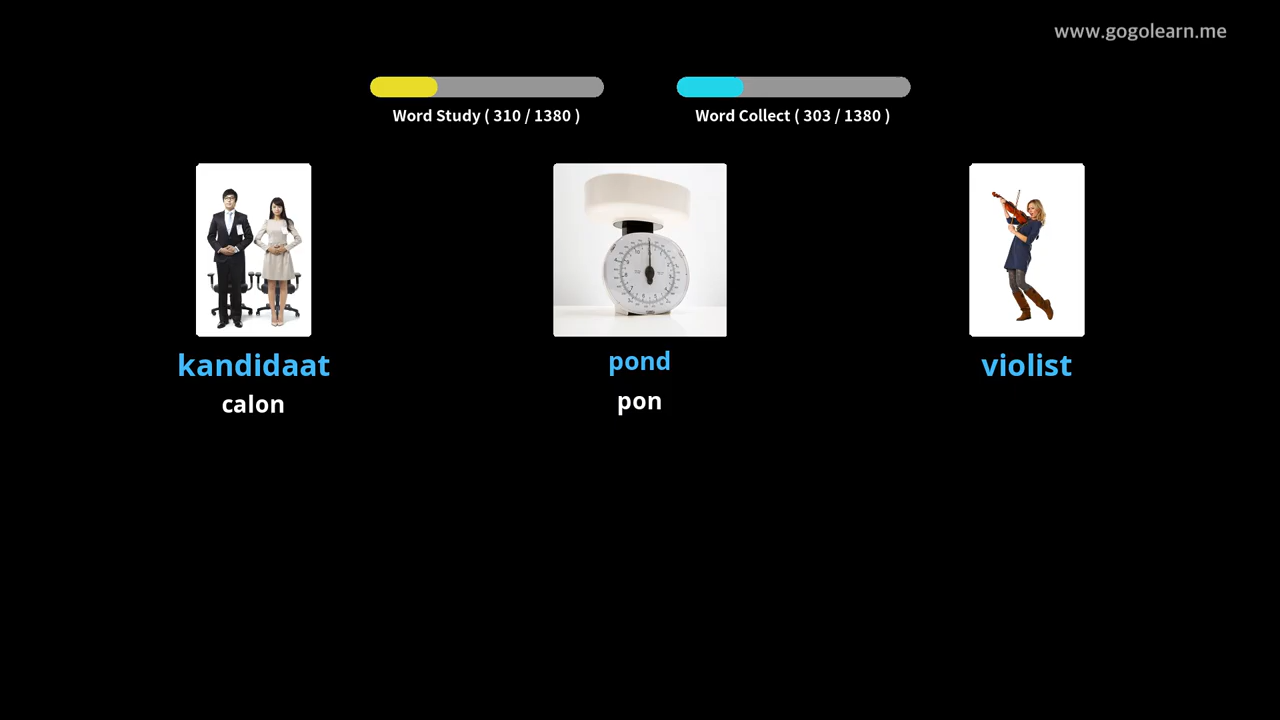 www.gogolearn.me
Word Study ( 310 / 1380 )
Word Collect ( 303 / 1380 )
kandidaat
calon
pond
pon
violist